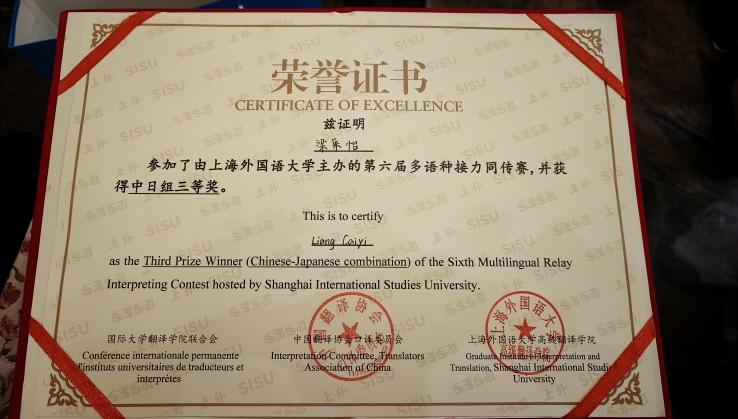 荣誉证书
CERTIFICATE OF EXCELLENCE
兹证明
梁采怡
参加了由上海外国语大学主办的第六届多语种接力同传赛,并获
得中日组三等奖。
This is to certify
Liang Caiyi
as the Third Prize Winner (Chinese-Japanese combination) of the Sixth Multilingual Relay
Interpreting Contest hosted by Shanghai International Studies University.
国际大学翻译学院联合会
Conférence internationale permanente
d'instituts universitaires de traducteurs et
interprètes
中国翻译协会口译委员会
Interpretation Committee, Translators
Association of China
上海外国语大学高级翻译学院
Graduate Institute of Interpretation and
Translation, Shanghai International Studies
University